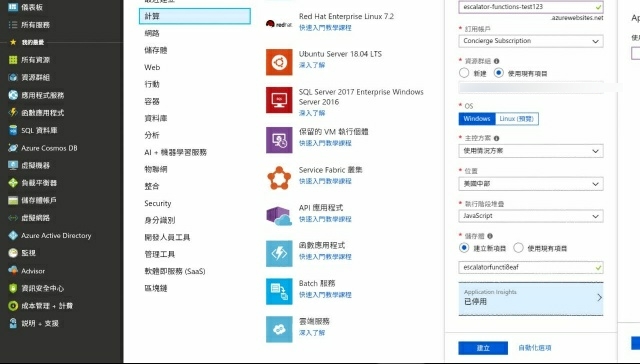 儀表板
所有服務
我的最愛
所有資源
資源群組
應用程式服務
函數應用程式
SQL 資料庫
Azure Cosmos DB
虛擬機器
負載平衡器
儲存體帳戶
虛擬網路
Azure Active Directory
監視
Advisor
資訊安全中心
成本管理 + 計費
說明 + 支援
計算
網路
儲存體
Web
行動
容器
資料庫
分析
AI + 機器學習服務
物聯網
整合
Security
身分識別
開發人員工具
管理工具
軟體即服務 (SaaS)
區塊鏈
redhat
Red Hat Enterprise Linux 7.2
快速入門教學課程
Ubuntu Server 18.04 LTS
深入了解
SQL Server 2017 Enterprise Windows
Server 2016
深入了解
保留的 VM 執行個體
快速入門教學課程
Service Fabric 叢集
快速入門教學課程
API 應用程式
快速入門教學課程
函數應用程式
快速入門教學課程
Batch 服務
快速入門教學課程
雲端服務
深入了解
escalator-functions-test123
.azurewebsites.net
* 訂用帳戶
Concierge Subscription
* 資源群組
新建
使用現有項目
* OS
Windows
Linux (預覽)
* 主控方案
使用情況方案
* 位置
美國中部
* 執行階段堆疊
JavaScript
* 儲存體
建立新項目
使用現有項目
escalatorfuncti8eaf
Application Insights
已停用
建立
自動化選項